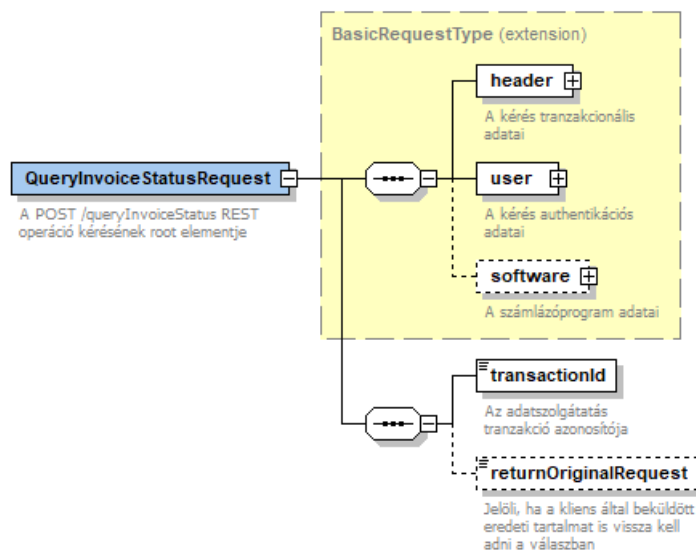 BasicRequestType (extension)
header
A kérés tranzakcionális
adatai
QueryInvoiceStatusRequest
A POST /queryInvoiceStatus REST
operáció kérésének root elementje
user
A kérés authentikációs
adatai
software
A számlázóprogram adatai
transactionId
Az adatszolgátatás
tranzakció azonosítója
returnOriginalRequest
Jelöli, ha a kliens által beküldött
eredeti tartalmat is vissza kell
adni a válaszban